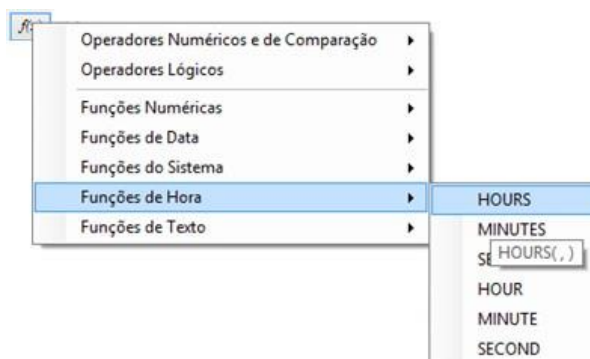 Operadores Numéricos e de Comparação
Operadores Lógicos
Funções Numéricas
Funções de Data
Funções do Sistema
Funções de Hora
Funções de Texto
HOURS
MINUTES
HOURS( , )
HOUR
MINUTE
SECOND